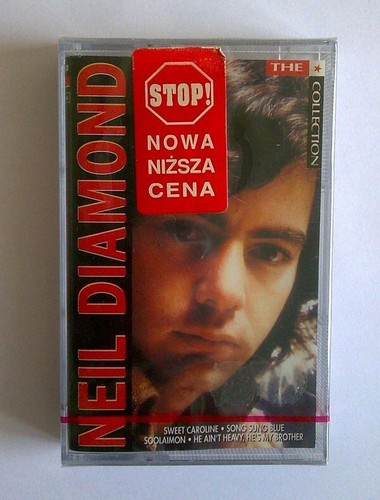 NEIL DIAMOND
STOP!
NOWA
NIŻSZA
CENA
THE
COLLECTION
SWEET CAROLINE • SONG SUNG BLUE
SOOLAIMON • HE AIN'T HEAVY, HE'S MY BROTHER